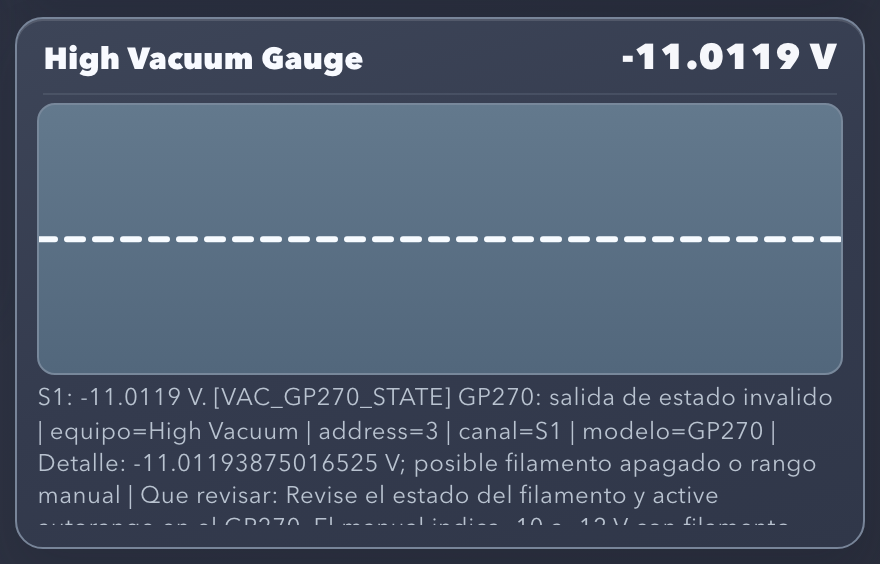 High Vacuum Gauge
-11.0119 V
S1: -11.0119 V. [VAC_GP270_STATE] GP270: salida de estado invalido
| equipo=High Vacuum | address=3 | canal=S1 | modelo=GP270 |
Detalle: -11.01193875016525 V; posible filamento apagado o rango
manual | Que revisar: Revise el estado del filamento y active
autorango en el GP270. El manual indica -10 a -12 V con filamento